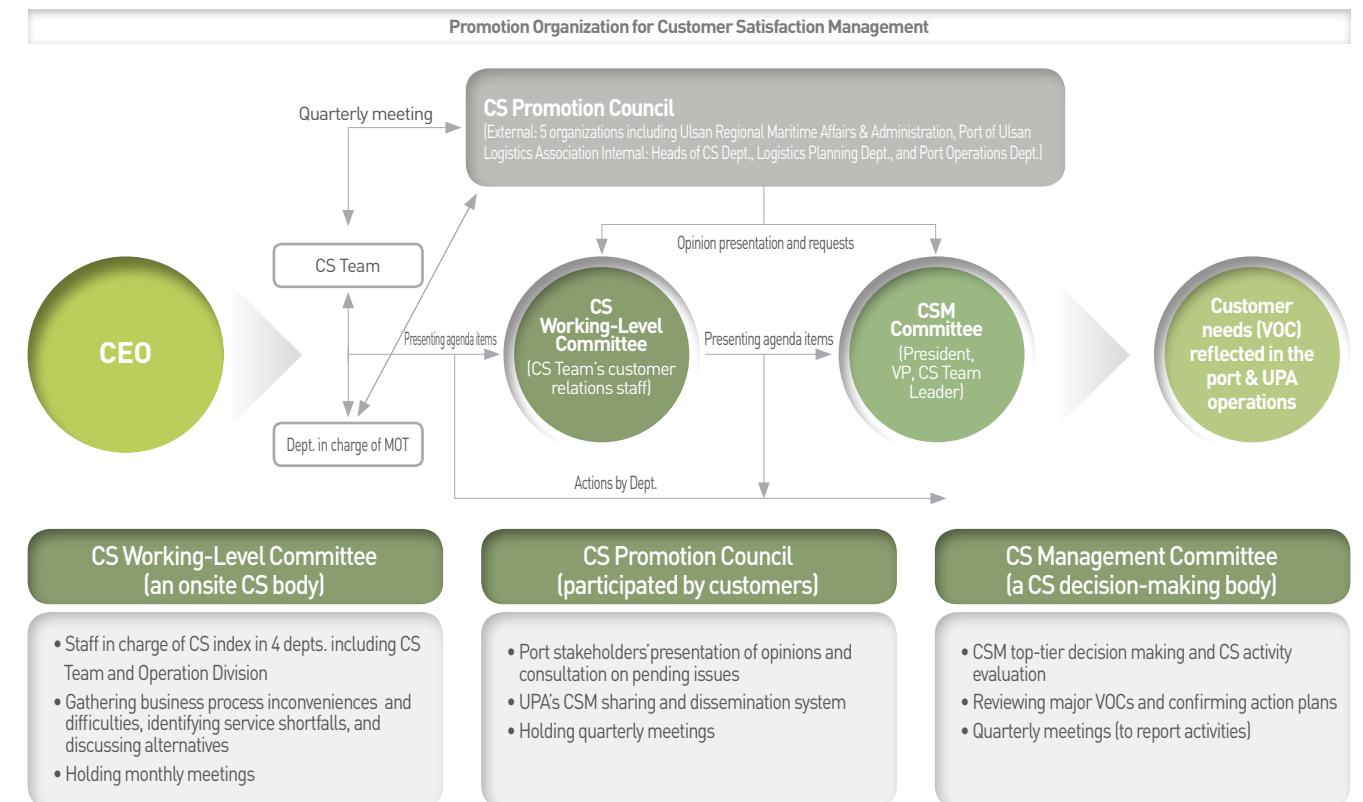 Promotion Organization for Customer Satisfaction Management
Quarterly meeting
CS Promotion Council
(External: 5 organizations including Ulsan Regional Maritime Affairs & Administration, Port of Ulsan
Logistics Association Internal: Heads of CS Dept., Logistics Planning Dept., and Port Operations Dept.)
Opinion presentation and requests
CEO
CS Team
Dept. in charge of MOT
Presenting agenda items
CS
Working-Level
Committee
(CS Team's customer
relations staff)
Presenting agenda items
CSM
Committee
(President,
VP, CS Team
Leader)
Customer
needs (VOC)
reflected in the
port & UPA
operations
Actions by Dept.
CS Working-Level Committee
(an onsite CS body)
• Staff in charge of CS index in 4 depts. including CS
Team and Operation Division
• Gathering business process inconveniences and
difficulties, identifying service shortfalls, and
discussing alternatives
• Holding monthly meetings
CS Promotion Council
(participated by customers)
• Port stakeholders'presentation of opinions and
consultation on pending issues
• UPA's CSM sharing and dissemination system
• Holding quarterly meetings
CS Management Committee
(a CS decision-making body)
• CSM top-tier decision making and CS activity
evaluation
• Reviewing major VOCs and confirming action plans
• Quarterly meetings (to report activities)